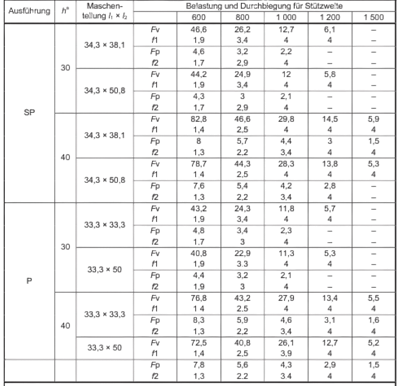 Ausführung h* Maschen- Belastung und Durchbiegung für Stützweite
teilung l1 × l2 600 800 1 000 1 200 1 500
SP 30 34,3 × 38,1 Fv 46,6 26,2 12,7 6,1 –
f1 1,9 3,4 4 4 –
Fp 4,6 3,2 2,2 – –
f2 1,7 2,9 4 – –
34,3 × 50,8 Fv 44,2 24,9 12 5,8 –
f1 1,9 3,4 4 4 –
Fp 4,3 3 2,1 – –
f2 1,7 2,9 4 – –
40 34,3 × 38,1 Fv 82,8 46,6 29,8 14,5 5,9
f1 1,4 2,5 4 4 4
Fp 8 5,7 4,4 3 1,5
f2 1,3 2,2 3,4 4 4
34,3 × 50,8 Fv 78,7 44,3 28,3 13,8 5,3
f1 1 4 2,5 4 4 4
Fp 7,6 5,4 4,2 2,8 –
f2 1,3 2,2 3,4 4 –
P 30 33,3 × 33,3 Fv 43,2 24,3 11,8 5,7 –
f1 1,9 3,4 4 4 –
Fp 4,8 3,4 2,3 – –
f2 1,7 3 4 – –
33,3 × 50 Fv 40,8 22,9 11,3 5,3 –
f1 1,9 3 3 4 4 –
Fp 4,4 3,2 2,1 – –
f2 1,9 3 4 – –
40 33,3 × 33,3 Fv 76,8 43,2 27,9 13,4 5,5
f1 1 4 2,5 4 4 4
Fp 8,3 5,9 4,6 3,1 1,6
f2 1,3 2,2 3 4 4 4
33,3 × 50 Fv 72,5 40,8 26,1 12,7 5,2
f1 1,4 2,5 3,9 4 4
Fp 7,8 5,6 4,3 2,9 1,5
f2 1,3 2,2 3.4 4 4